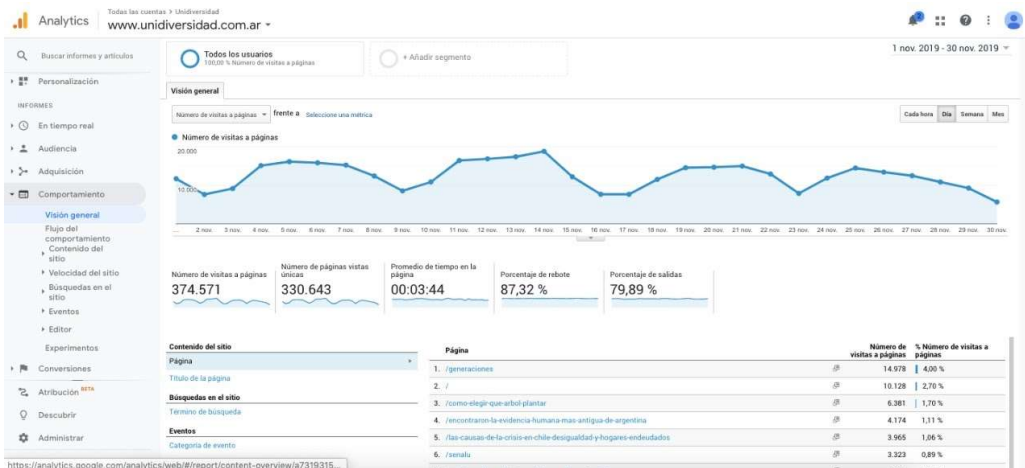 Todas las cuentas > Unidiversidad
Analytics
www.unidiversidad.com.ar
2
Buscar informes y artículos
Todos los usuarios
100,00 % Número de visitas a páginas
+ Añadir segmento
1 nov. 2019 - 30 nov. 2019
Personalización
INFORMES
En tiempo real
Audiencia
Adquisición
Comportamiento
Visión general
Flujo del
comportamiento
Contenido del
sitio
Velocidad del sitio
Búsquedas en el
sitio
Eventos
Editor
Experimentos
Conversiones
Atribución BETA
Descubrir
Administrar
Visión general
Número de visitas a páginas
frente a
Seleccione una métrica
Cada hora
Día
Semana
Mes
Número de visitas a páginas
20.000
10.000
...
2 nov.
3 nov.
4 nov.
5 nov.
6 nov.
7 nov.
8 nov.
9 nov.
10 nov.
11 nov.
12 nov.
13 nov.
14 nov.
15 nov.
16 nov.
17 nov.
18 nov.
19 nov.
20 nov.
21 nov.
22 nov.
23 nov.
24 nov.
25 nov.
26 nov.
27 nov.
28 nov.
29 nov.
30 nov.
Número de visitas a páginas
374.571
Número de páginas vistas
únicas
330.643
Promedio de tiempo en la
página
00:03:44
Porcentaje de rebote
87,32 %
Porcentaje de salidas
79,89 %
Contenido del sitio
Página
Título de la página
Búsquedas en el sitio
Término de búsqueda
Eventos
Categoría de evento
Página
Número de
visitas a páginas
% Número de visitas a
páginas
1. /generaciones 14.978 4,00 %
2. / 10.128 2,70 %
3. /como-elegir-que-arbol-plantar 6.381 1,70 %
4. /encontraron-la-evidencia-humana-mas-antigua-de-argentina 4.174 1,11 %
5. /las-causas-de-la-crisis-en-chile-desigualdad-y-hogares-endeudados 3.965 1,06 %
6. /senalu 3.323 0,89 %
https://analytics.google.com/analytics/web/#/report/content-overview/a7319315...